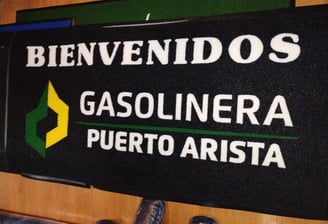 BIENVENIDOS
GASOLINERA
PUERTO ARISTA